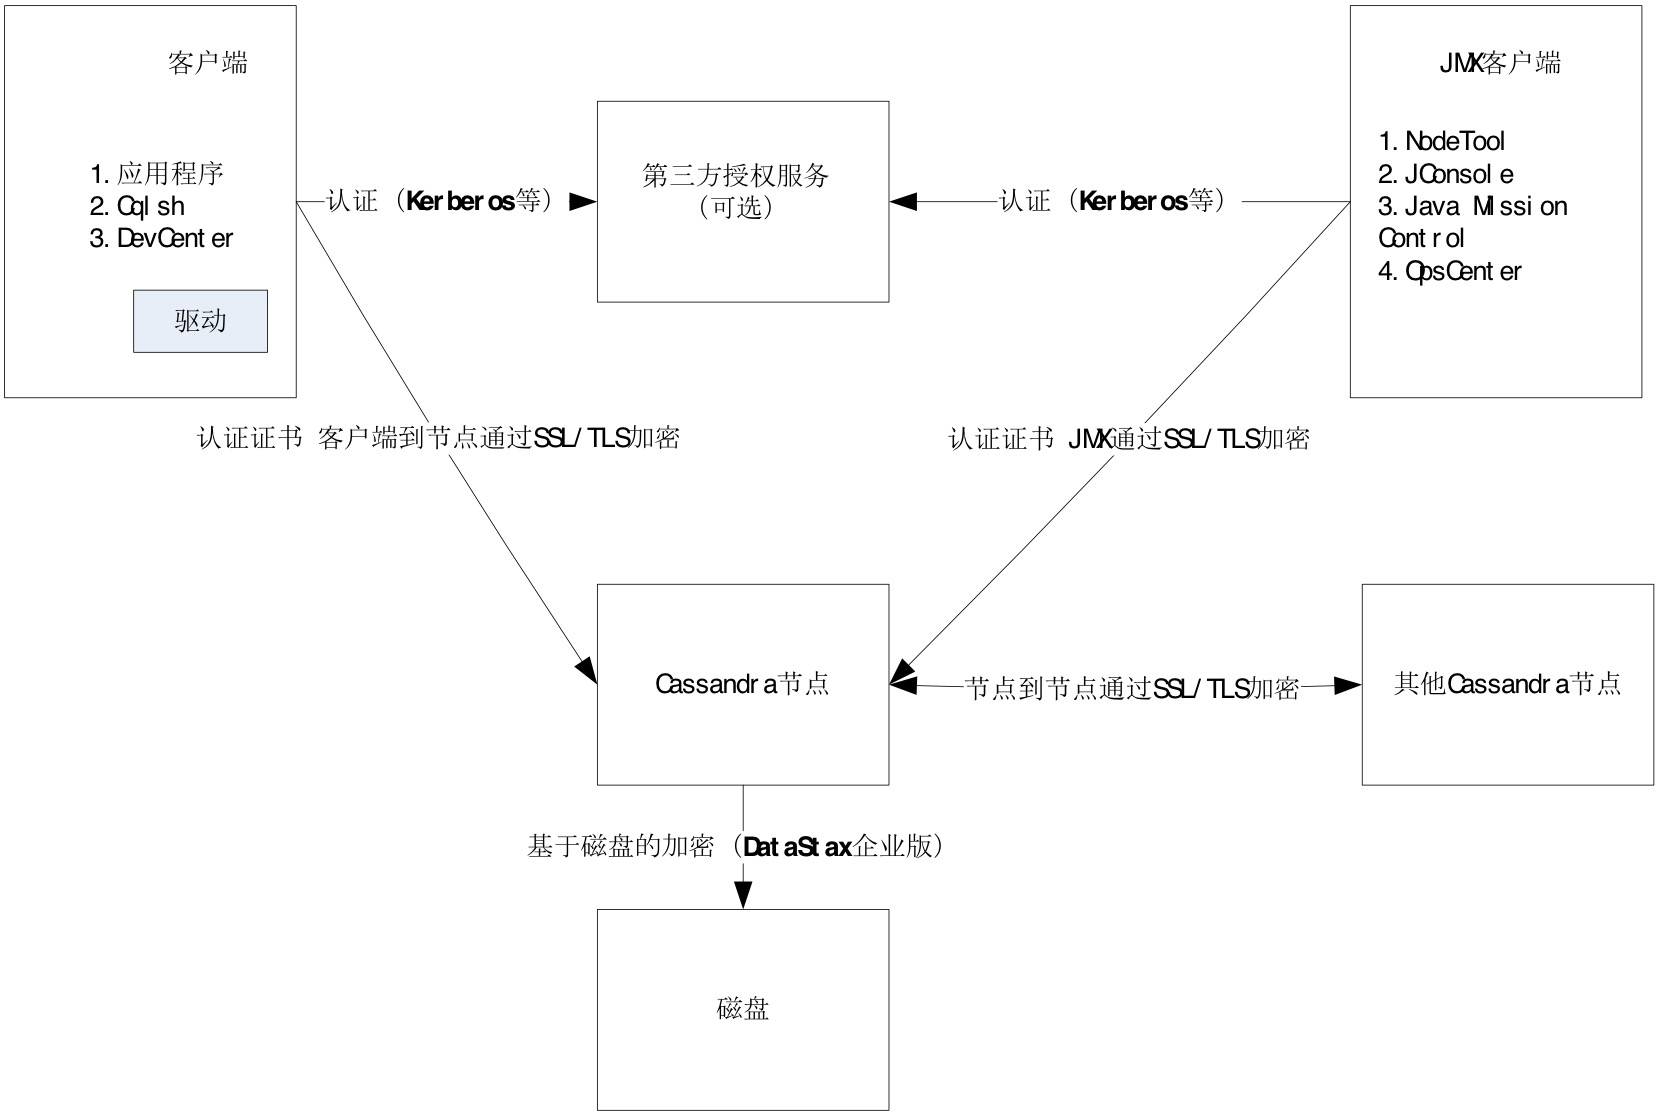 客户端
1. 应用程序
2. Cqlsh
3. DevCenter
驱动
认证（Kerberos等）
第三方授权服务
（可选）
认证（Kerberos等）
JMX客户端
1. NodeTool
2. JConsole
3. Java Mission
Control
4. OpsCenter
认证证书 客户端到节点通过SSL/TLS加密
认证证书 JMX通过SSL/TLS加密
Cassandra节点
节点到节点通过SSL/TLS加密
其他Cassandra节点
基于磁盘的加密（DataStax企业版）
磁盘